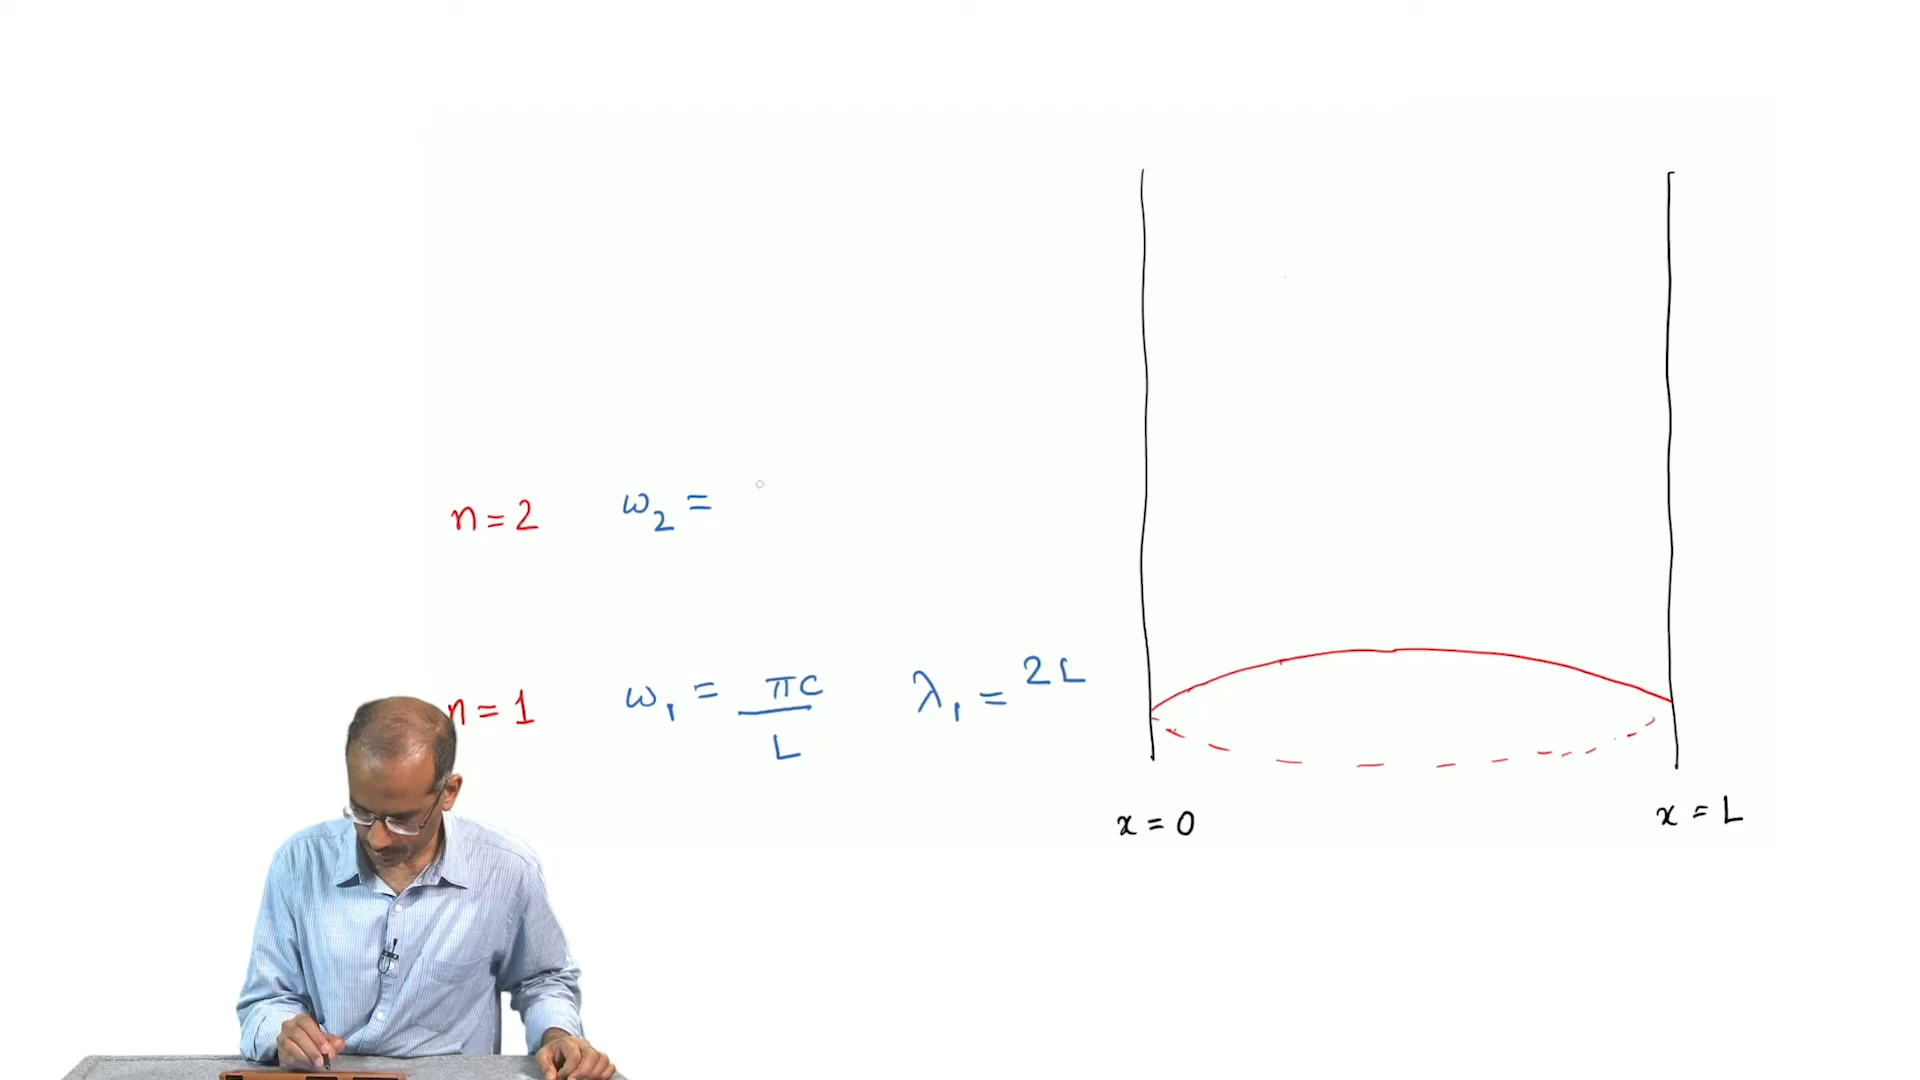 n = 2 ω₂ =
n = 1 ω₁ = πc / L λ₁ = 2L
x = 0 x = L